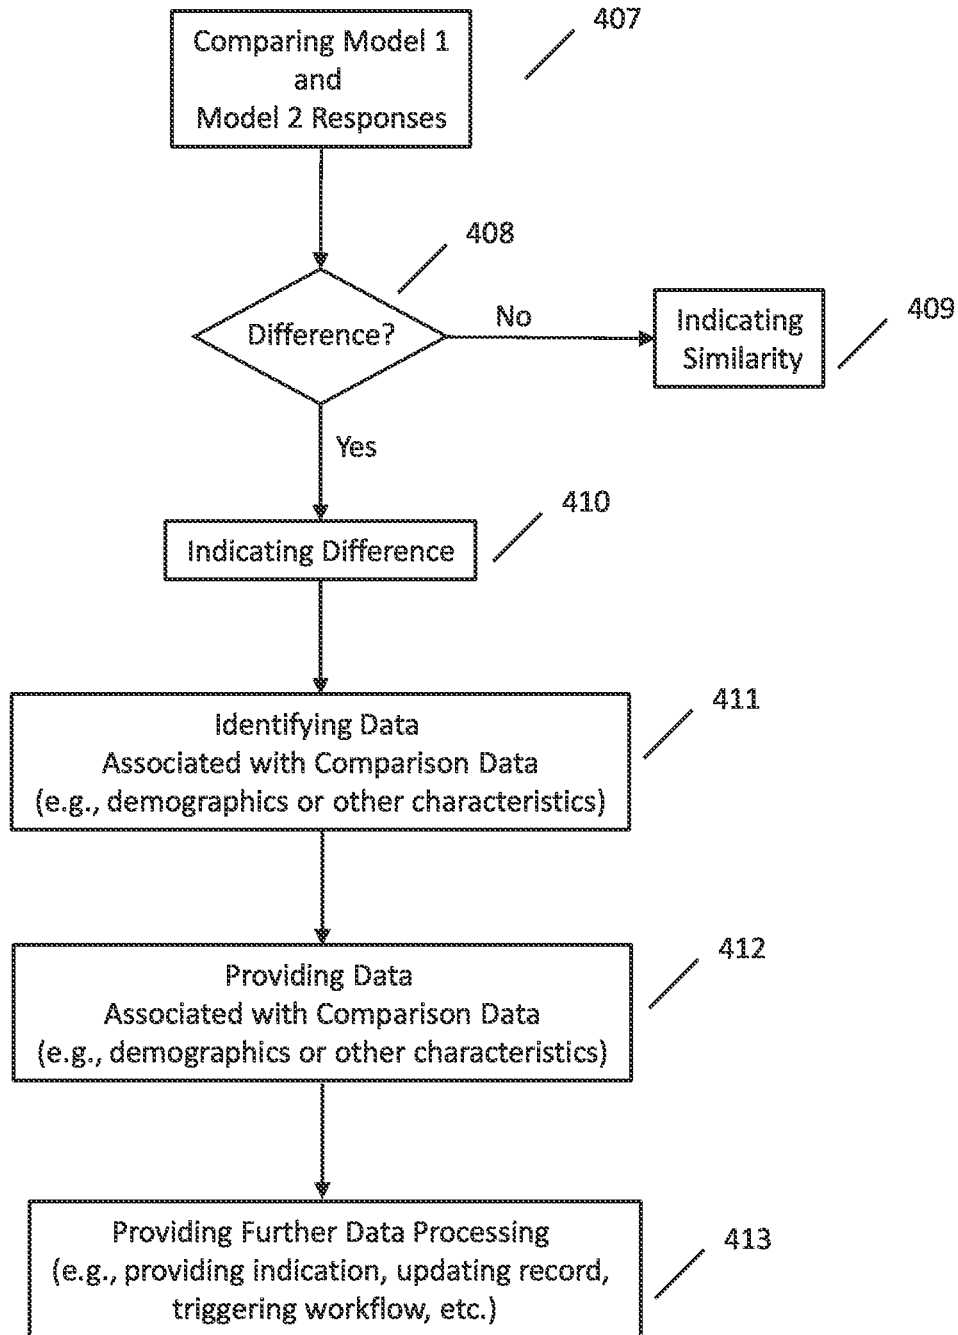 Comparing Model 1
and
Model 2 Responses
407
408
Difference?
No
Indicating
Similarity
409
Yes
410
Indicating Difference
411
Identifying Data
Associated with Comparison Data
(e.g., demographics or other characteristics)
412
Providing Data
Associated with Comparison Data
(e.g., demographics or other characteristics)
413
Providing Further Data Processing
(e.g., providing indication, updating record,
triggering workflow, etc.)